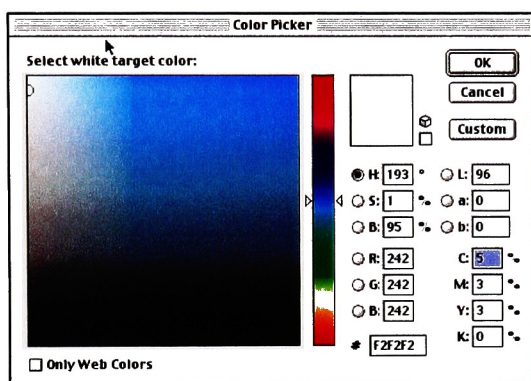 Color Picker
Select white target color:
OK
Cancel
Custom
H: 193 ° L: 96
S: 1 % a: 0
B: 95 % b: 0
R: 242 C: 5 %
G: 242 M: 3 %
B: 242 Y: 3 %
# F2F2F2 K: 0 %
Only Web Colors